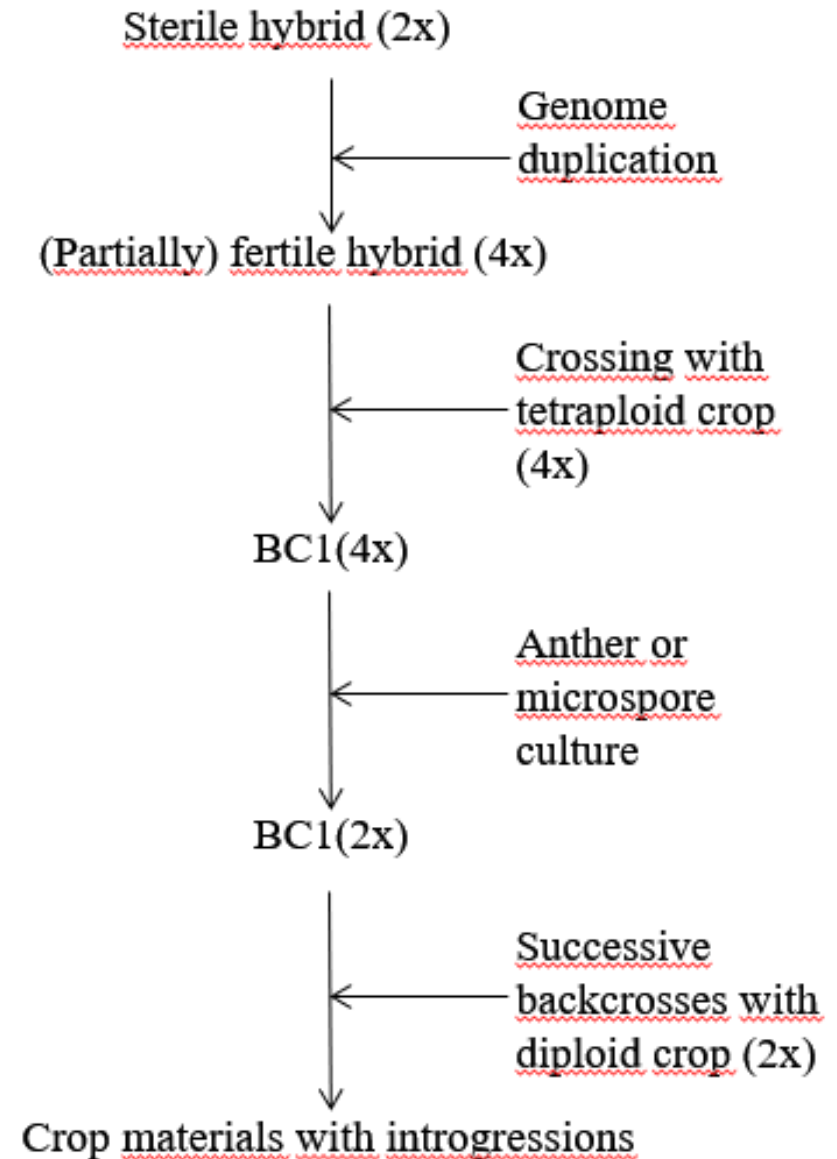 Sterile hybrid (2x)
Genome
duplication
(Partially) fertile hybrid (4x)
Crossing with
tetraploid crop
(4x)
BC1(4x)
Anther or
microspore
culture
BC1(2x)
Successive
backcrosses with
diploid crop (2x)
Crop materials with introgressions